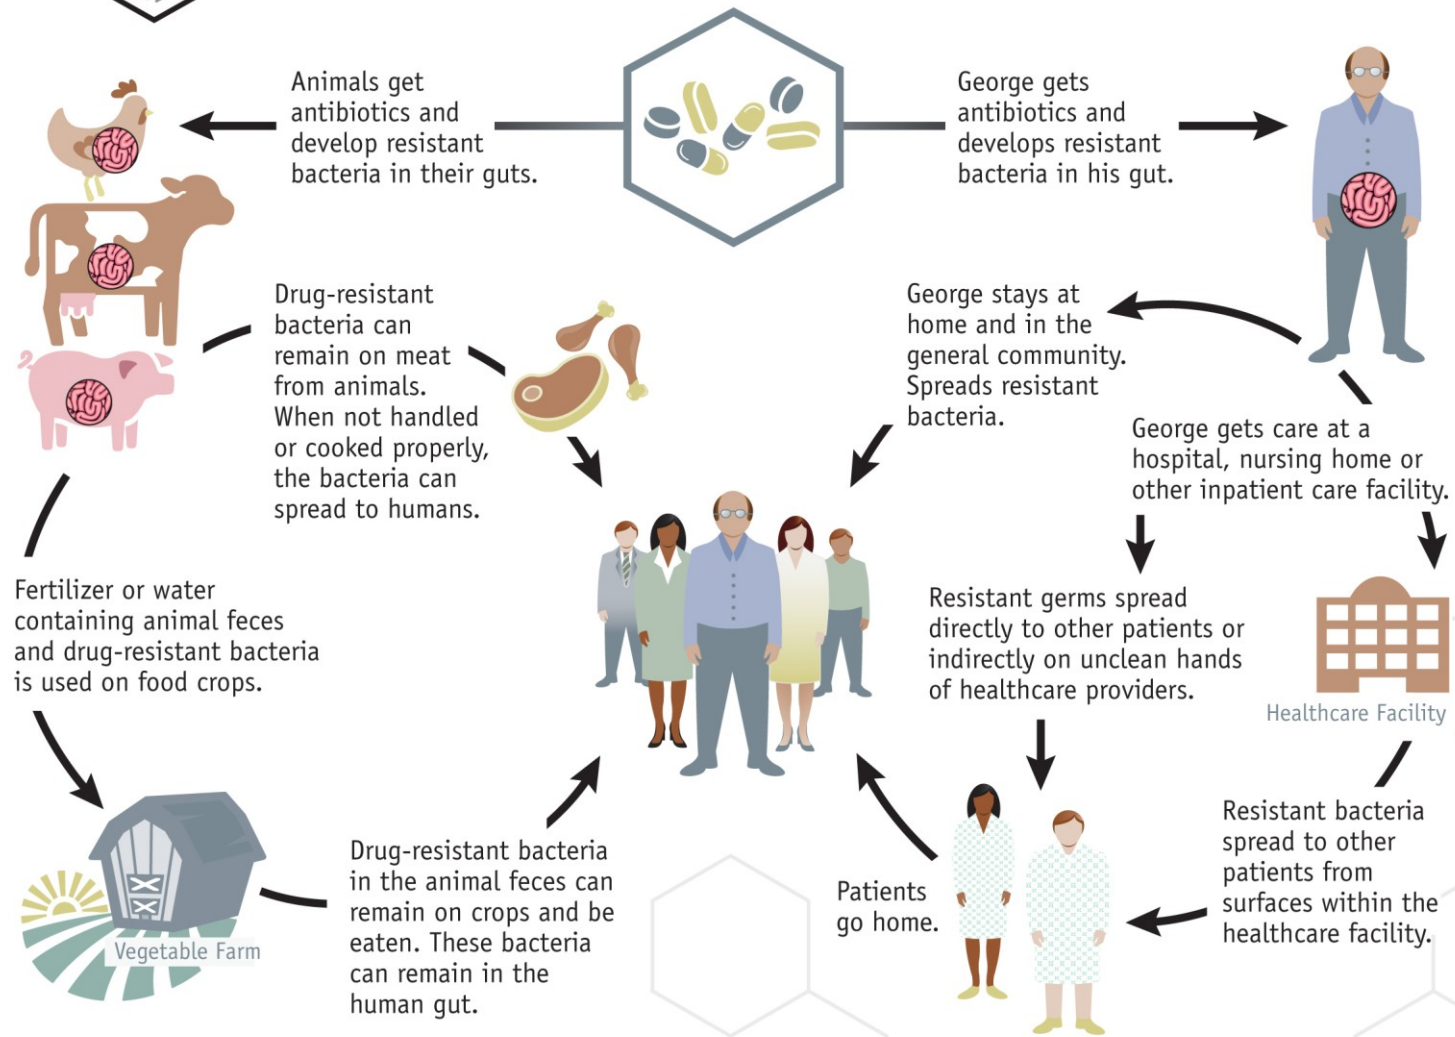 Animals get
antibiotics and
develop resistant
bacteria in their guts.
George gets
antibiotics and
develops resistant
bacteria in his gut.
Drug-resistant
bacteria can
remain on meat
from animals.
When not handled
or cooked properly,
the bacteria can
spread to humans.
George stays at
home and in the
general community.
Spreads resistant
bacteria.
George gets care at a
hospital, nursing home or
other inpatient care facility.
Fertilizer or water
containing animal feces
and drug-resistant bacteria
is used on food crops.
Resistant germs spread
directly to other patients or
indirectly on unclean hands
of healthcare providers.
Healthcare Facility
Vegetable Farm
Drug-resistant bacteria
in the animal feces can
remain on crops and be
eaten. These bacteria
can remain in the
human gut.
Patients
go home.
Resistant bacteria
spread to other
patients from
surfaces within the
healthcare facility.